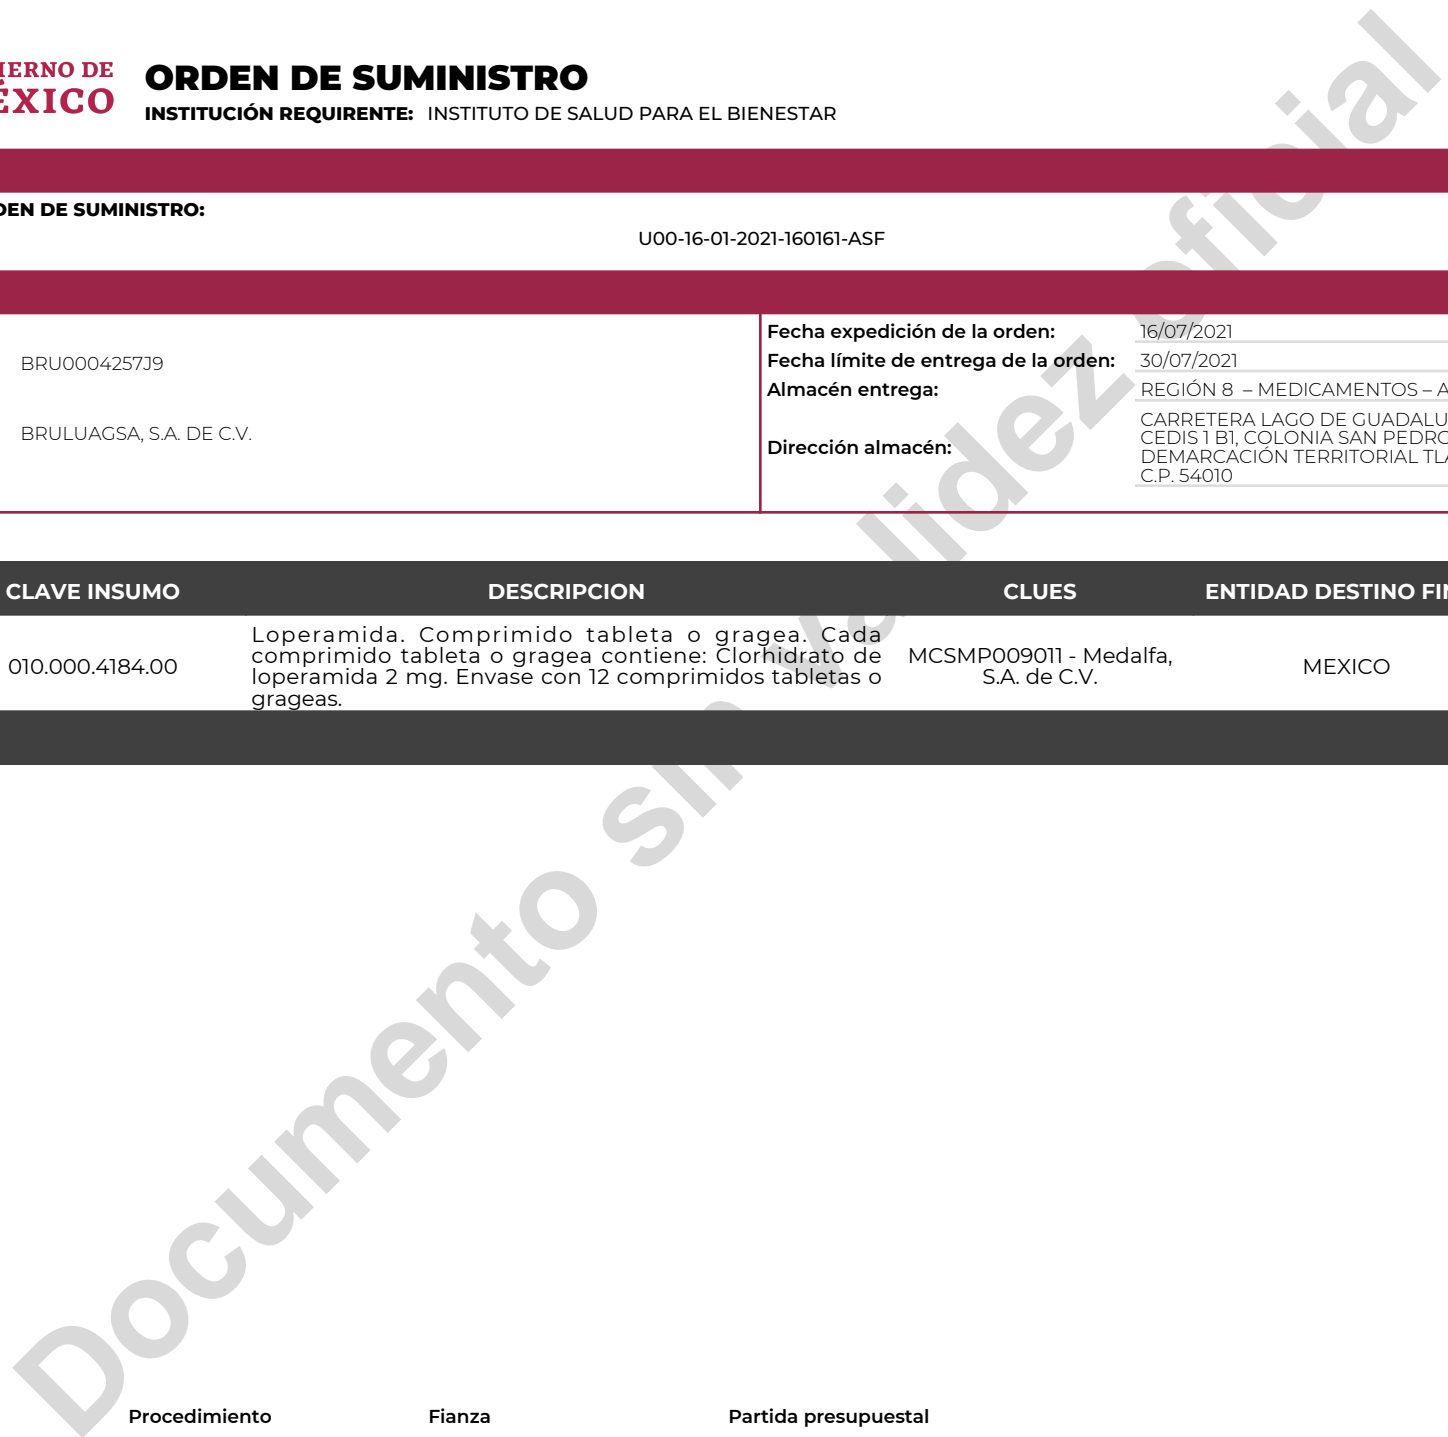 IERNO DE
ÉXICO
ORDEN DE SUMINISTRO
INSTITUCIÓN REQUIRENTE: INSTITUTO DE SALUD PARA EL BIENESTAR
DEN DE SUMINISTRO:
U00-16-01-2021-160161-ASF
BRU0004257J9
BRULUAGSA, S.A. DE C.V.
Fecha expedición de la orden: 16/07/2021
Fecha límite de entrega de la orden: 30/07/2021
Almacén entrega: REGIÓN 8 – MEDICAMENTOS – A
Dirección almacén:
CARRETERA LAGO DE GUADALU
CEDIS 1 B1, COLONIA SAN PEDRO
DEMARCACIÓN TERRITORIAL TLA
C.P. 54010
CLAVE INSUMO DESCRIPCION CLUES ENTIDAD DESTINO FIN
010.000.4184.00
Loperamida. Comprimido tableta o gragea. Cada
comprimido tableta o gragea contiene: Clorhidrato de
loperamida 2 mg. Envase con 12 comprimidos tabletas o
grageas.
MCSMP009011 - Medalfa,
S.A. de C.V.
MEXICO
Documento sin validez oficial
Procedimiento Fianza Partida presupuestal